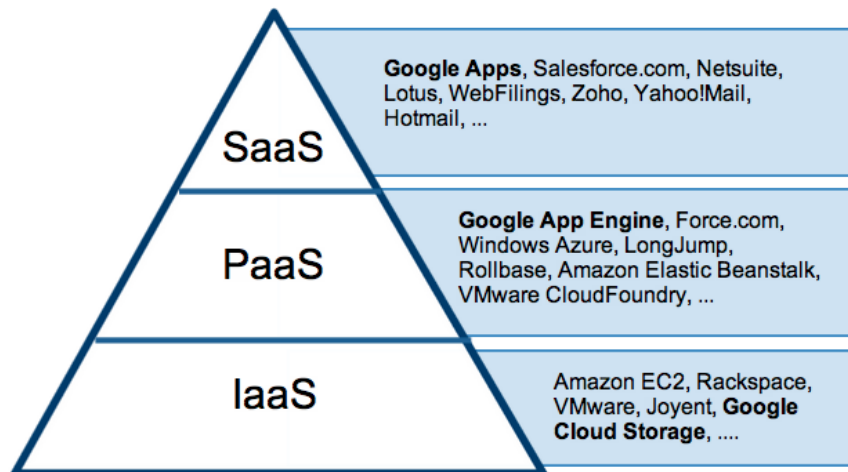 SaaS
Google Apps, Salesforce.com, Netsuite,
Lotus, WebFilings, Zoho, Yahoo!Mail,
Hotmail, ...
PaaS
Google App Engine, Force.com,
Windows Azure, LongJump,
Rollbase, Amazon Elastic Beanstalk,
VMware CloudFoundry, ...
IaaS
Amazon EC2, Rackspace,
VMware, Joyent, Google
Cloud Storage, ....